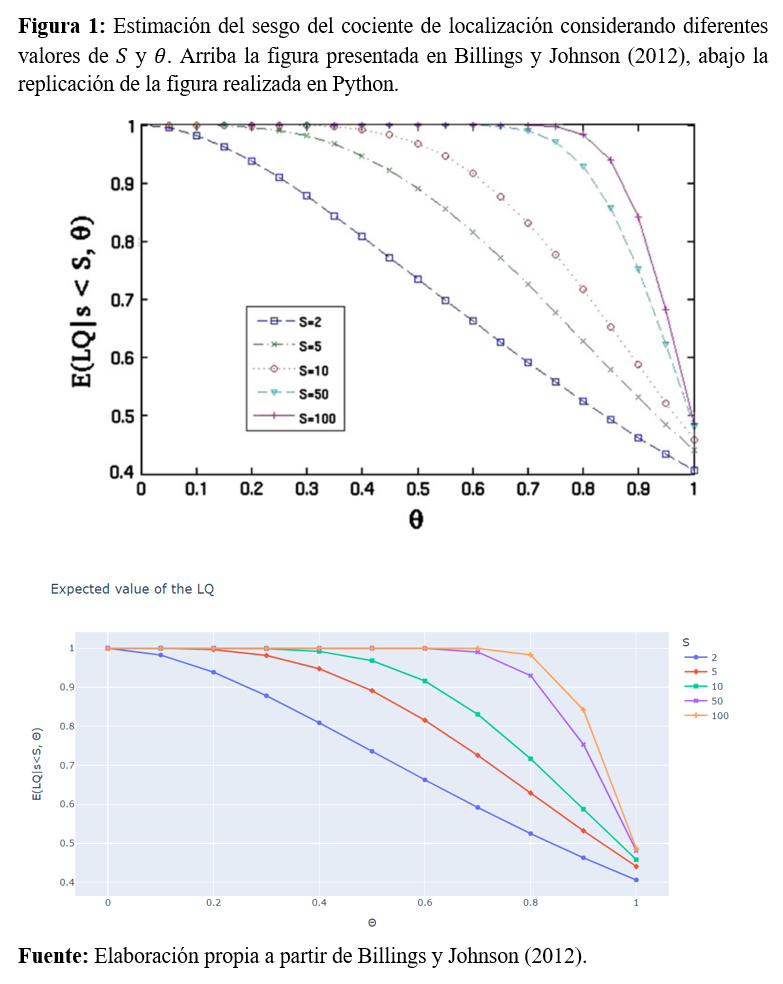 Figura 1: Estimación del sesgo del cociente de localización considerando diferentes
valores de S y θ. Arriba la figura presentada en Billings y Johnson (2012), abajo la
replicación de la figura realizada en Python.
1
0.9
0.8
0.7
0.6
0.5
0.4
E(LQ|s < S, θ)
S=2
S=5
S=10
S=50
S=100
0 0.1 0.2 0.3 0.4 0.5 0.6 0.7 0.8 0.9 1
θ
Expected value of the LQ
1
0.9
0.8
0.7
0.6
0.5
0.4
E(LQ|s<S, Θ)
S
2
5
10
50
100
0 0.2 0.4 0.6 0.8 1
Θ
Fuente: Elaboración propia a partir de Billings y Johnson (2012).